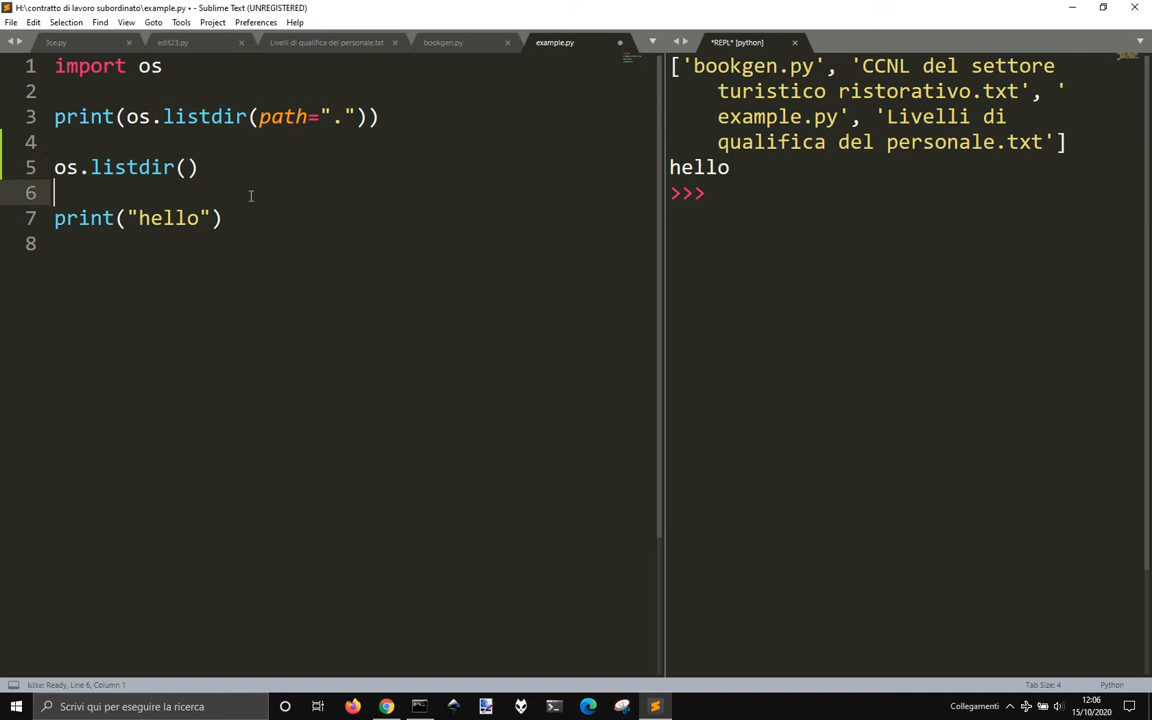 H:\contratto di lavoro subordinato\example.py • - Sublime Text (UNREGISTERED)
File Edit Selection Find View Goto Tools Project Preferences Help
3ce.py edit23.py Livelli di qualifica del personale.txt bookgen.py example.py *REPL* [python]
1 import os
2
3 print(os.listdir(path="."))
4
5 os.listdir()
6
7 print("hello")
8
['bookgen.py', 'CCNL del settore
turistico ristorativo.txt', '
example.py', 'Livelli di
qualifica del personale.txt']
hello
>>>
Ready, Line 6, Column 1
Tab Size: 4
Python
Scrivi qui per eseguire la ricerca
Collegamenti
12:06
15/10/2020